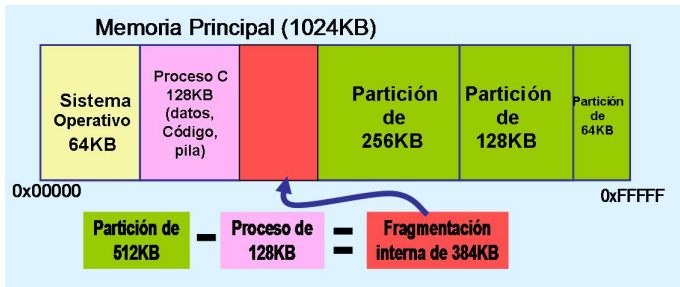 Memoria Principal (1024KB)
Sistema
Operativo
64KB
Proceso C
128KB
(datos,
Código,
pila)
Partición
de
256KB
Partición
de
128KB
Partición
de
64KB
0x00000
0xFFFFF
Partición de
512KB
-
Proceso de
128KB
=
Fragmentación
interna de 384KB